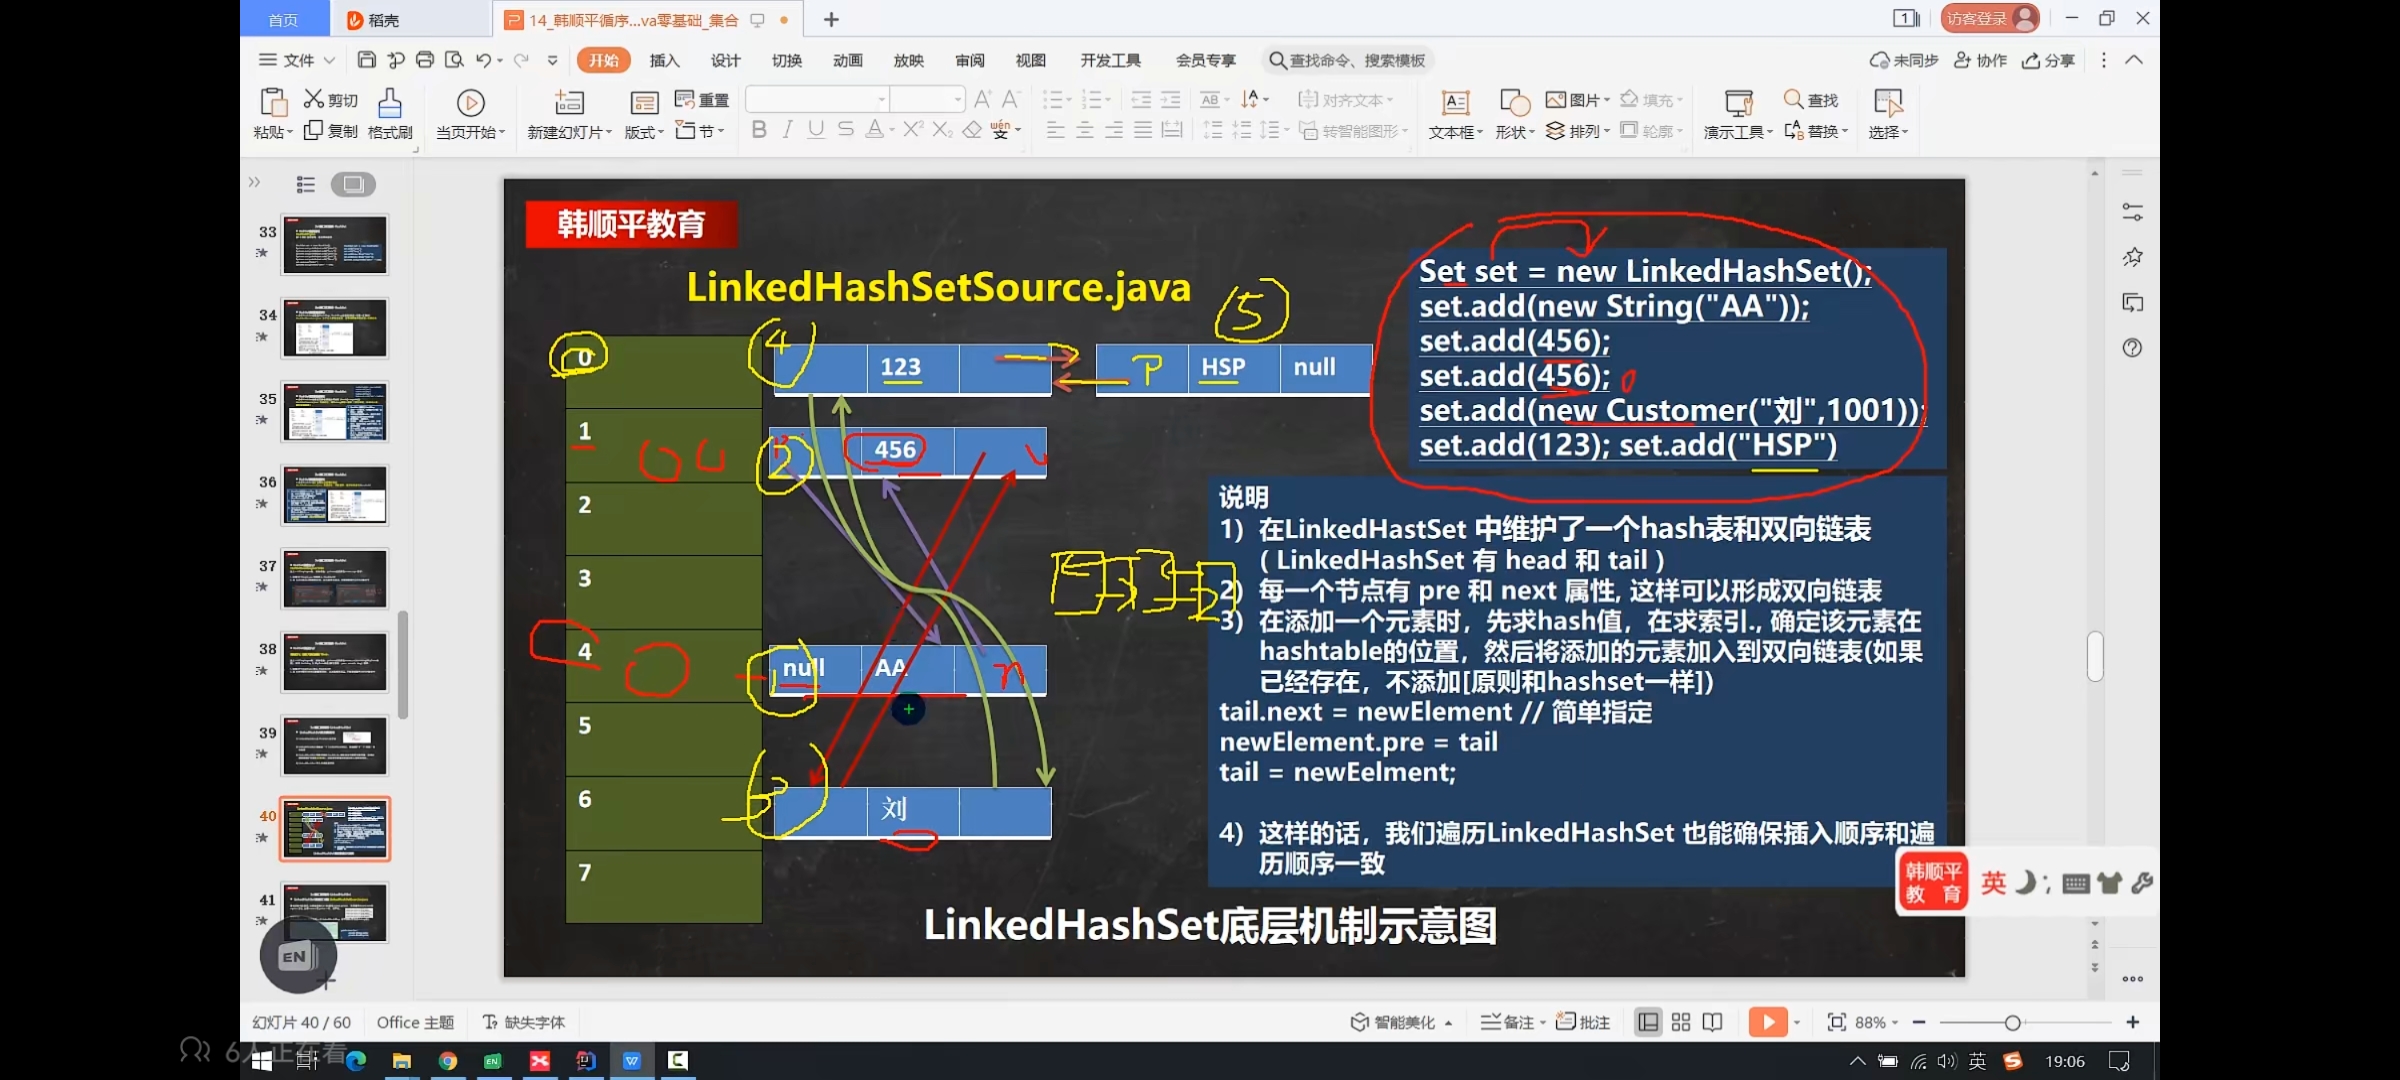 首页
稻壳
14_韩顺平循序...va零基础_集合
访客登录
文件
开始
插入
设计
切换
动画
放映
审阅
视图
开发工具
会员专享
查找命令、搜索模板
未同步
协作
分享
粘贴
剪切
复制
格式刷
当页开始
新建幻灯片
版式
重置
节
对齐文本
转智能图形
文本框
形状
图片
排列
填充
轮廓
演示工具
查找
替换
选择
33
34
35
36
37
38
39
40
41
韩顺平教育
LinkedHashSetSource.java
0
1
2
3
4
5
6
7
4
123
P
HSP
null
5
2
456
1
null
AA
n
3
刘
Set set = new LinkedHashSet();
set.add(new String("AA"));
set.add(456);
set.add(456);
set.add(new Customer("刘",1001));
set.add(123); set.add("HSP")
说明
1) 在LinkedHastSet 中维护了一个hash表和双向链表
( LinkedHashSet 有 head 和 tail )
2) 每一个节点有 pre 和 next 属性, 这样可以形成双向链表
3) 在添加一个元素时，先求hash值，在求索引., 确定该元素在
hashtable的位置，然后将添加的元素加入到双向链表(如果
已经存在，不添加[原则和hashset一样])
tail.next = newElement // 简单指定
newElement.pre = tail
tail = newEelment;
4) 这样的话，我们遍历LinkedHashSet 也能确保插入顺序和遍
历顺序一致
LinkedHashSet底层机制示意图
韩顺平
教 育
英
EN
幻灯片 40 / 60
Office 主题
缺失字体
智能美化
备注
批注
88%
6人正在看
英
19:06